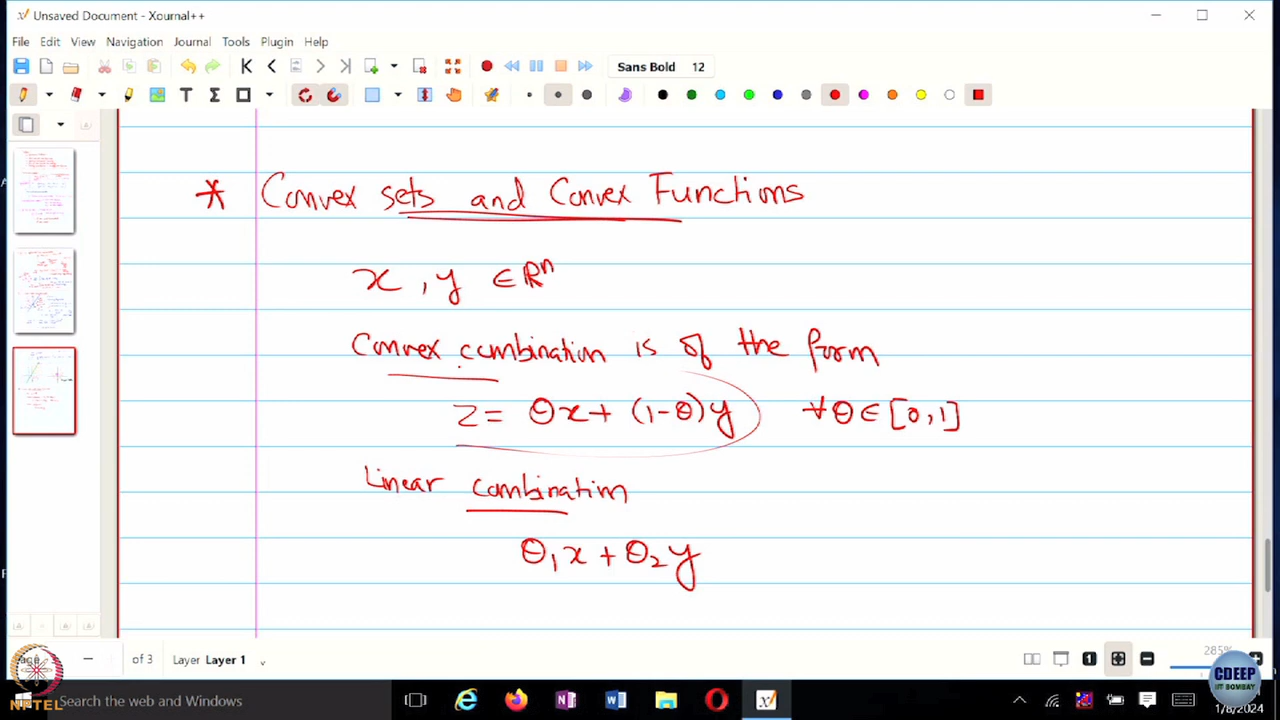 Unsaved Document - Xournal++
File Edit View Navigation Journal Tools Plugin Help
Sans Bold 12
* Convex sets and Convex Functions
x, y ∈ ℝⁿ
Convex combination is of the form
z = θx + (1-θ)y ∀θ ∈ [0,1]
Linear combination
θ₁x + θ₂y
of 3 Layer Layer 1
285%
NPTEL
Search the web and Windows
CDEEP
IIT BOMBAY
1/8/2024